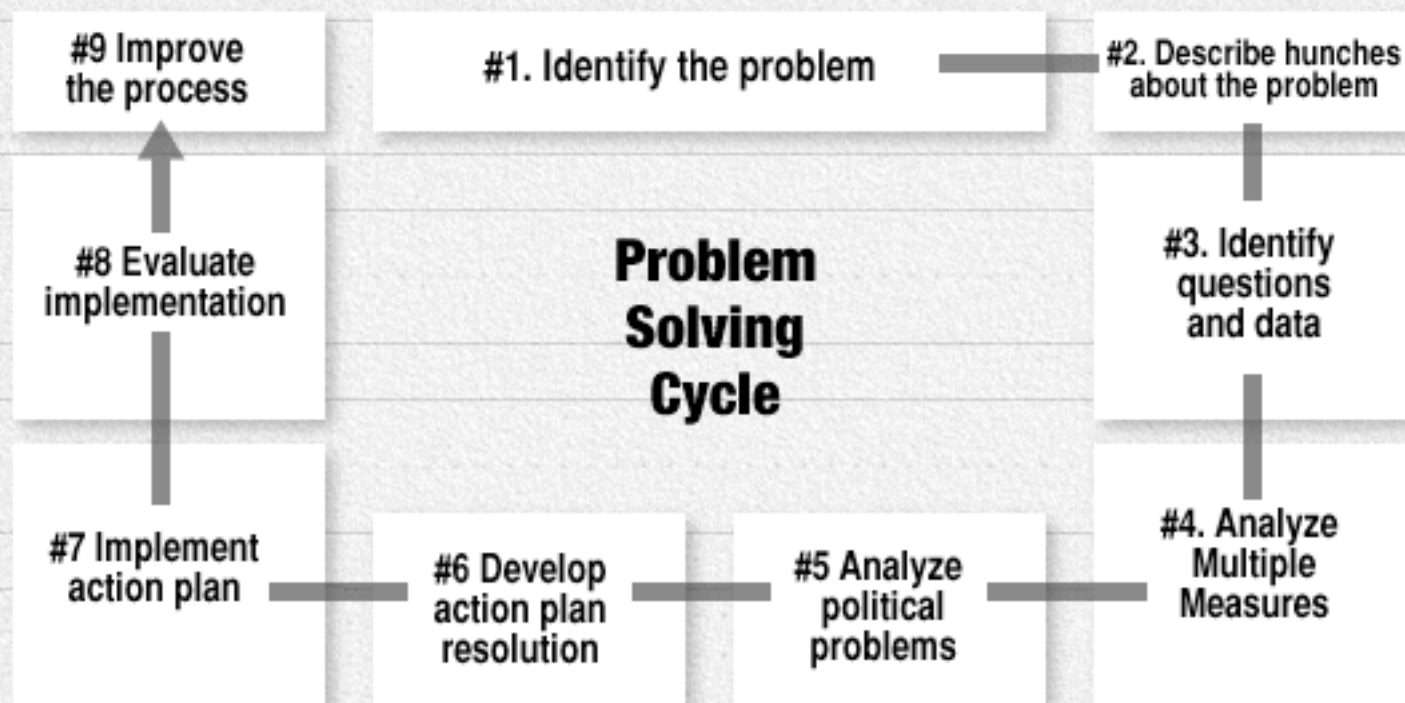 #9 Improve
the process
#1. Identify the problem
#2. Describe hunches
about the problem
#8 Evaluate
implementation
Problem
Solving
Cycle
#3. Identify
questions
and data
#7 Implement
action plan
#6 Develop
action plan
resolution
#5 Analyze
political
problems
#4. Analyze
Multiple
Measures